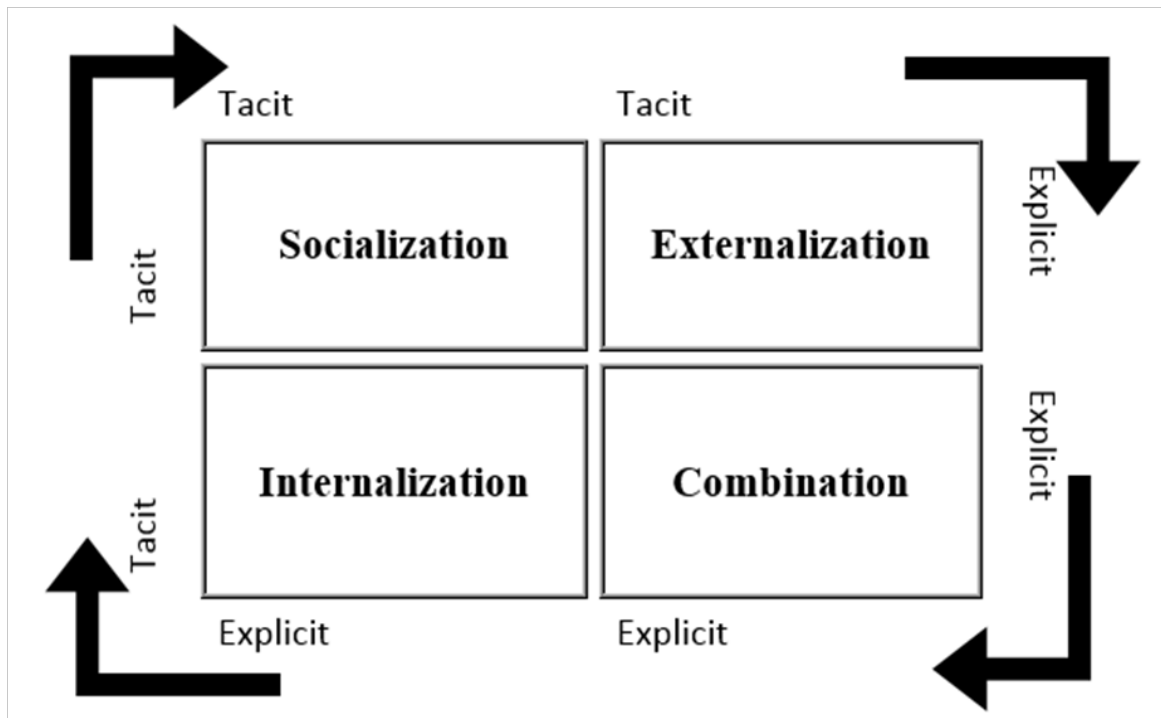 Tacit
Tacit
Explicit
Socialization
Externalization
Tacit
Explicit
Internalization
Combination
Tacit
Explicit
Explicit